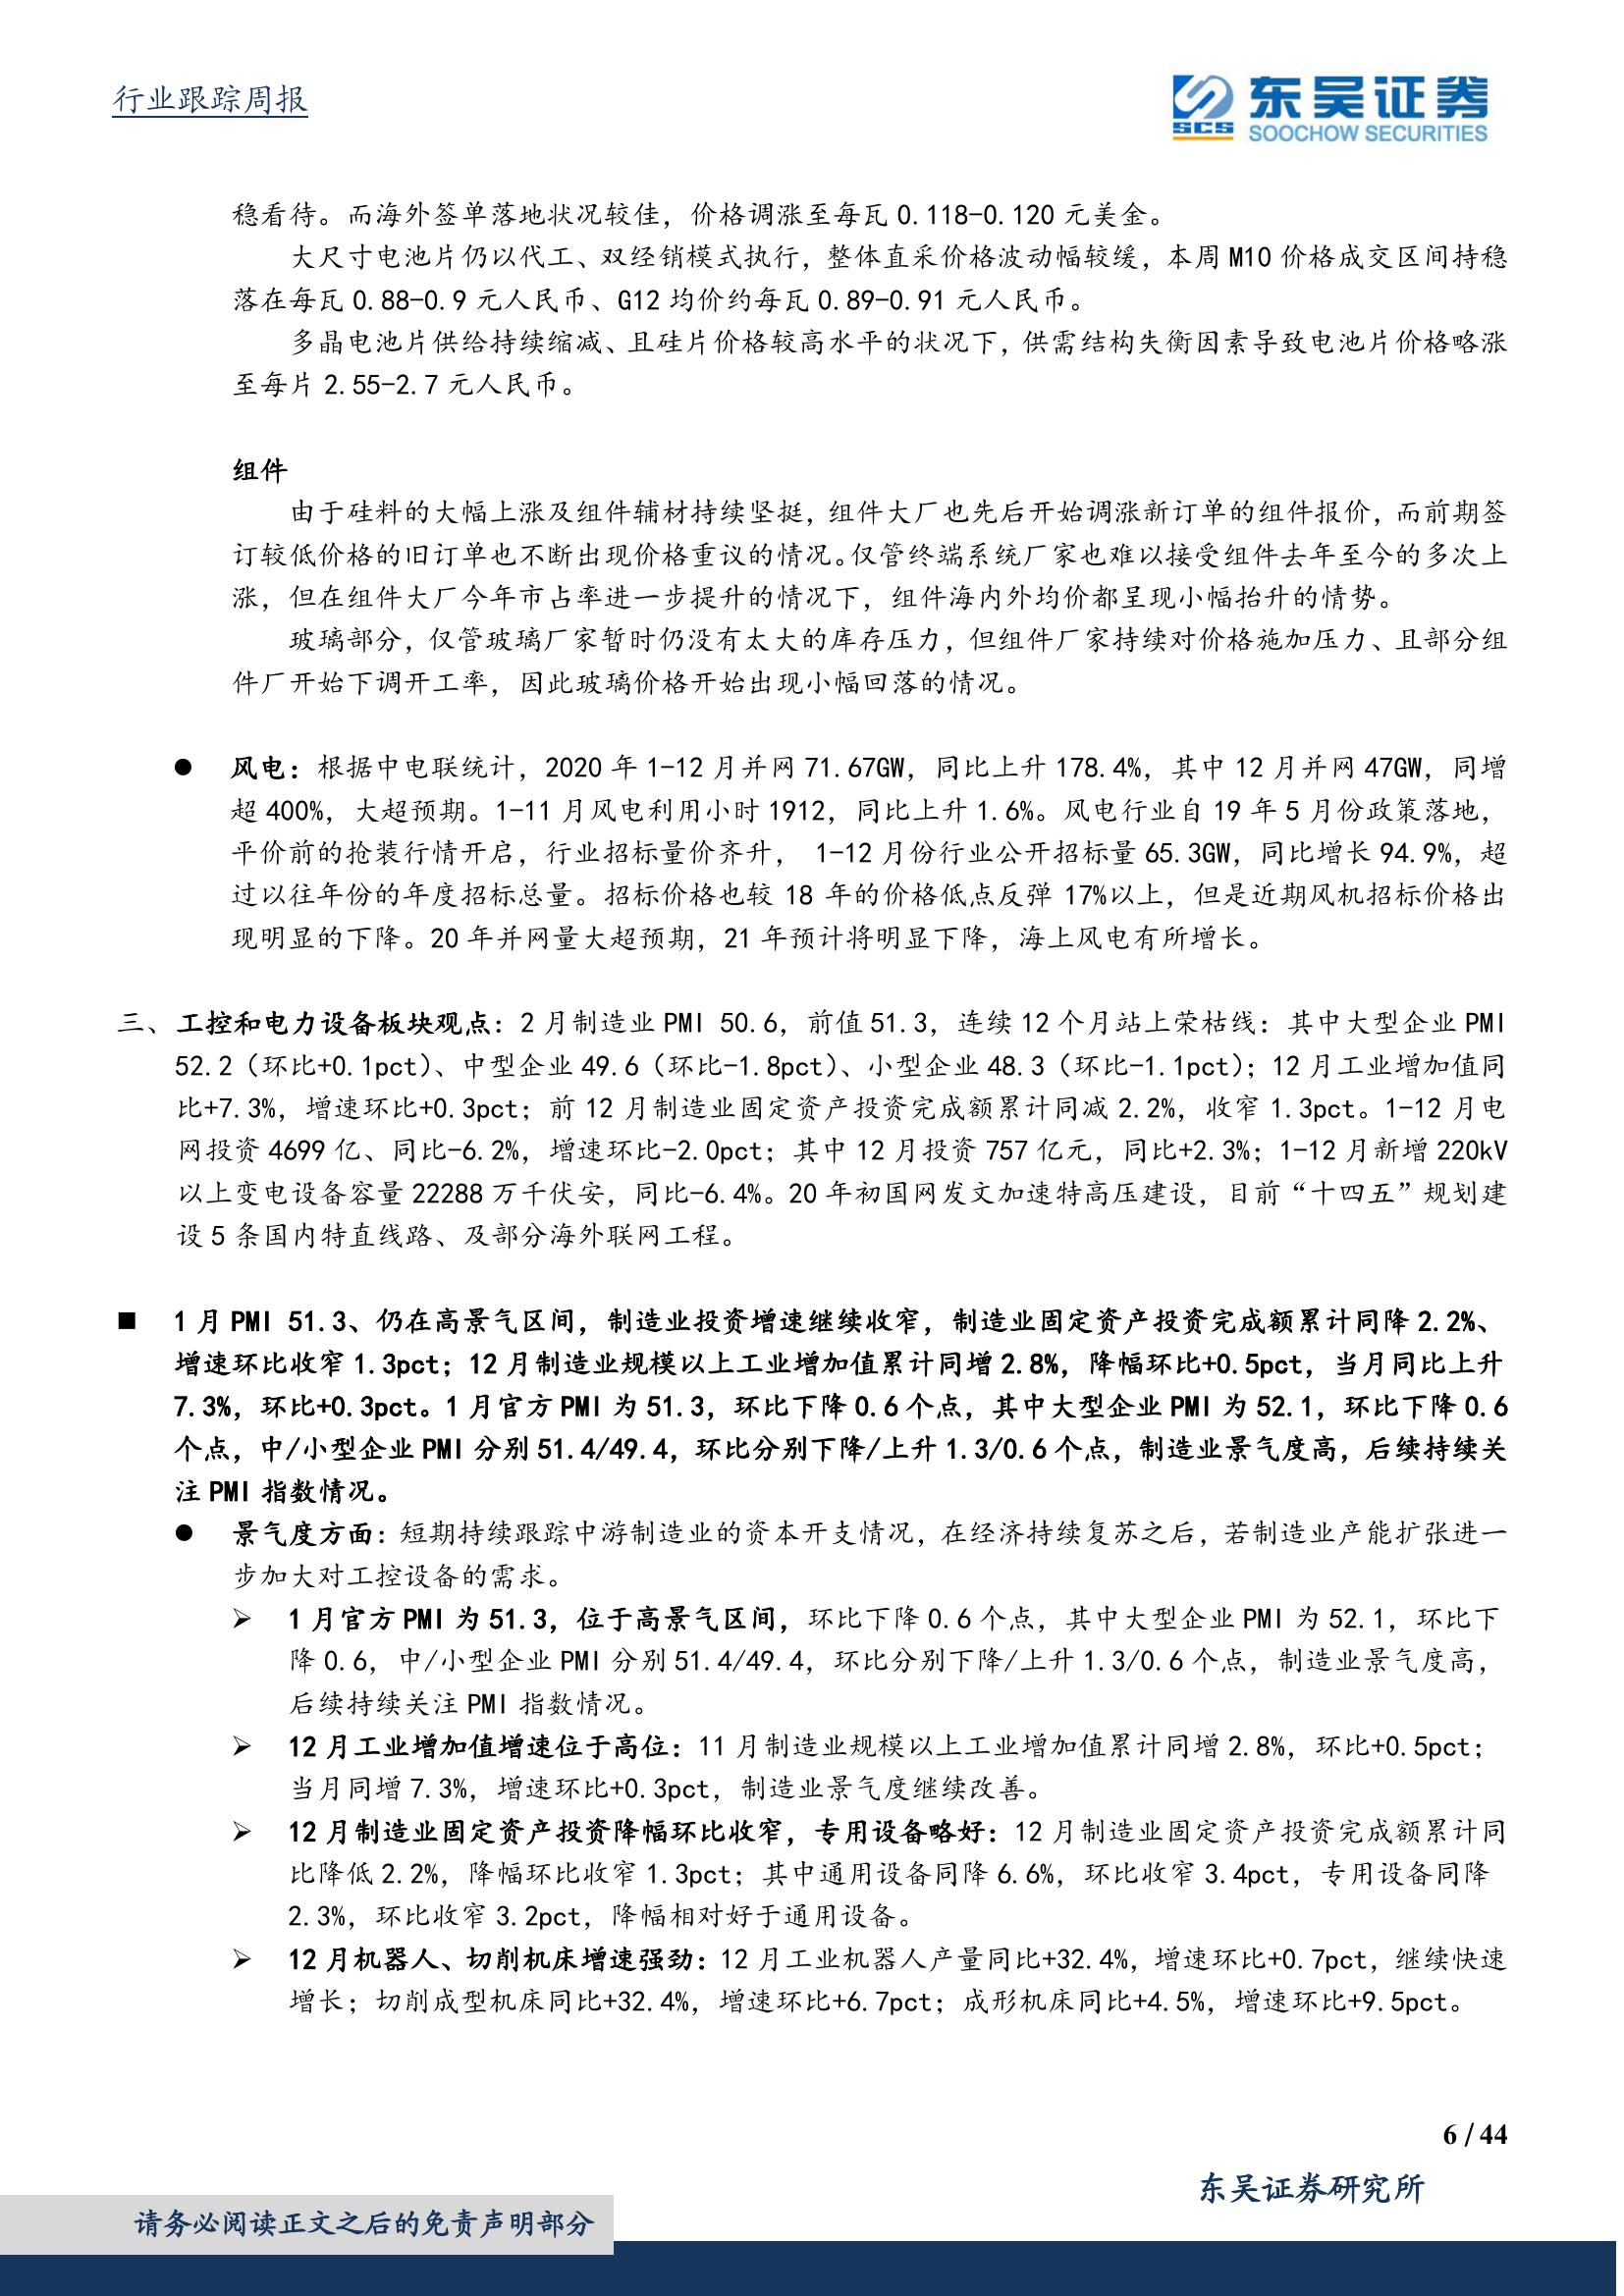 行业跟踪周报
东吴证券
SCS
SOOCHOW SECURITIES
稳看待。而海外签单落地状况较佳，价格调涨至每瓦 0.118-0.120 元美金。
大尺寸电池片仍以代工、双经销模式执行，整体直采价格波动幅较缓，本周 M10 价格成交区间持稳
落在每瓦 0.88-0.9 元人民币、G12 均价约每瓦 0.89-0.91 元人民币。
多晶电池片供给持续缩减、且硅片价格较高水平的状况下，供需结构失衡因素导致电池片价格略涨
至每片 2.55-2.7 元人民币。
组件
由于硅料的大幅上涨及组件辅材持续坚挺，组件大厂也先后开始调涨新订单的组件报价，而前期签
订较低价格的旧订单也不断出现价格重议的情况。仅管终端系统厂家也难以接受组件去年至今的多次上
涨，但在组件大厂今年市占率进一步提升的情况下，组件海内外均价都呈现小幅抬升的情势。
玻璃部分，仅管玻璃厂家暂时仍没有太大的库存压力，但组件厂家持续对价格施加压力、且部分组
件厂开始下调开工率，因此玻璃价格开始出现小幅回落的情况。
● 风电：根据中电联统计，2020 年 1-12 月并网 71.67GW，同比上升 178.4%，其中 12 月并网 47GW，同增
超 400%，大超预期。1-11 月风电利用小时 1912，同比上升 1.6%。风电行业自 19 年 5 月份政策落地，
平价前的抢装行情开启，行业招标量价齐升， 1-12 月份行业公开招标量 65.3GW，同比增长 94.9%，超
过以往年份的年度招标总量。招标价格也较 18 年的价格低点反弹 17%以上，但是近期风机招标价格出
现明显的下降。20 年并网量大超预期，21 年预计将明显下降，海上风电有所增长。
三、工控和电力设备板块观点：2 月制造业 PMI 50.6，前值 51.3，连续 12 个月站上荣枯线：其中大型企业 PMI
52.2（环比+0.1pct）、中型企业 49.6（环比-1.8pct）、小型企业 48.3（环比-1.1pct）；12 月工业增加值同
比+7.3%，增速环比+0.3pct；前 12 月制造业固定资产投资完成额累计同减 2.2%，收窄 1.3pct。1-12 月电
网投资 4699 亿、同比-6.2%，增速环比-2.0pct；其中 12 月投资 757 亿元，同比+2.3%；1-12 月新增 220kV
以上变电设备容量 22288 万千伏安，同比-6.4%。20 年初国网发文加速特高压建设，目前“十四五”规划建
设 5 条国内特直线路、及部分海外联网工程。
■ 1 月 PMI 51.3、仍在高景气区间，制造业投资增速继续收窄，制造业固定资产投资完成额累计同降 2.2%、
增速环比收窄 1.3pct；12 月制造业规模以上工业增加值累计同增 2.8%，降幅环比+0.5pct，当月同比上升
7.3%，环比+0.3pct。1 月官方 PMI 为 51.3，环比下降 0.6 个点，其中大型企业 PMI 为 52.1，环比下降 0.6
个点，中/小型企业 PMI 分别 51.4/49.4，环比分别下降/上升 1.3/0.6 个点，制造业景气度高，后续持续关
注 PMI 指数情况。
● 景气度方面：短期持续跟踪中游制造业的资本开支情况，在经济持续复苏之后，若制造业产能扩张进一
步加大对工控设备的需求。
➢ 1 月官方 PMI 为 51.3，位于高景气区间，环比下降 0.6 个点，其中大型企业 PMI 为 52.1，环比下
降 0.6，中/小型企业 PMI 分别 51.4/49.4，环比分别下降/上升 1.3/0.6 个点，制造业景气度高，
后续持续关注 PMI 指数情况。
➢ 12 月工业增加值增速位于高位：11 月制造业规模以上工业增加值累计同增 2.8%，环比+0.5pct；
当月同增 7.3%，增速环比+0.3pct，制造业景气度继续改善。
➢ 12 月制造业固定资产投资降幅环比收窄，专用设备略好：12 月制造业固定资产投资完成额累计同
比降低 2.2%，降幅环比收窄 1.3pct；其中通用设备同降 6.6%，环比收窄 3.4pct，专用设备同降
2.3%，环比收窄 3.2pct，降幅相对好于通用设备。
➢ 12 月机器人、切削机床增速强劲：12 月工业机器人产量同比+32.4%，增速环比+0.7pct，继续快速
增长；切削成型机床同比+32.4%，增速环比+6.7pct；成形机床同比+4.5%，增速环比+9.5pct。
6 / 44
东吴证券研究所
请务必阅读正文之后的免责声明部分